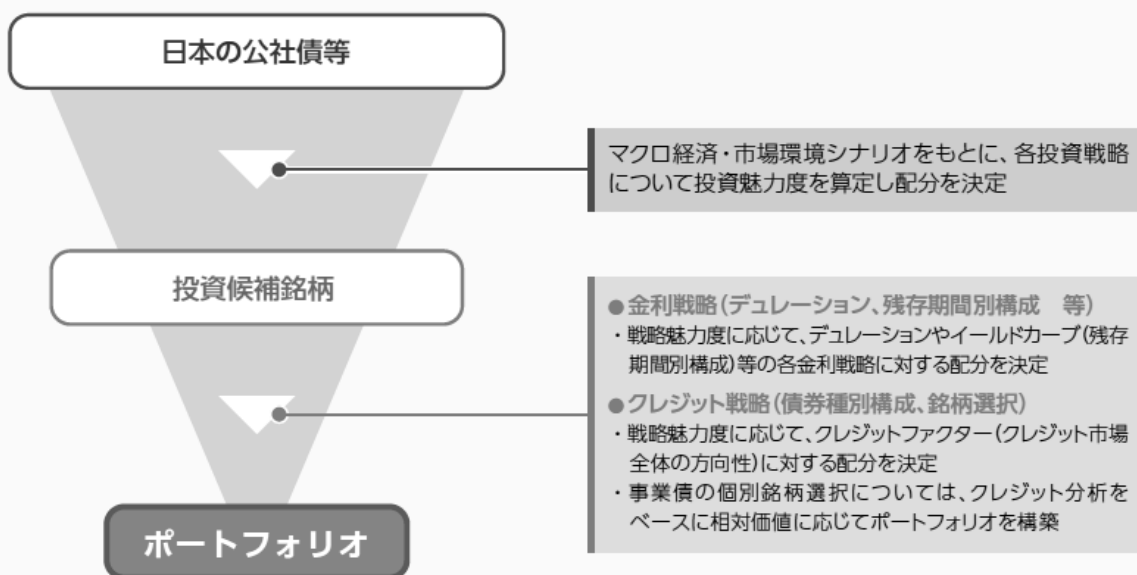 日本の公社債等
マクロ経済・市場環境シナリオをもとに、各投資戦略
について投資魅力度を算定し配分を決定
投資候補銘柄
●金利戦略(デュレーション、残存期間別構成　等)
・戦略魅力度に応じて、デュレーションやイールドカーブ(残存
期間別構成)等の各金利戦略に対する配分を決定
●クレジット戦略(債券種別構成、銘柄選択)
・戦略魅力度に応じて、クレジットファクター(クレジット市場
全体の方向性)に対する配分を決定
・事業債の個別銘柄選択については、クレジット分析を
ベースに相対価値に応じてポートフォリオを構築
ポートフォリオ